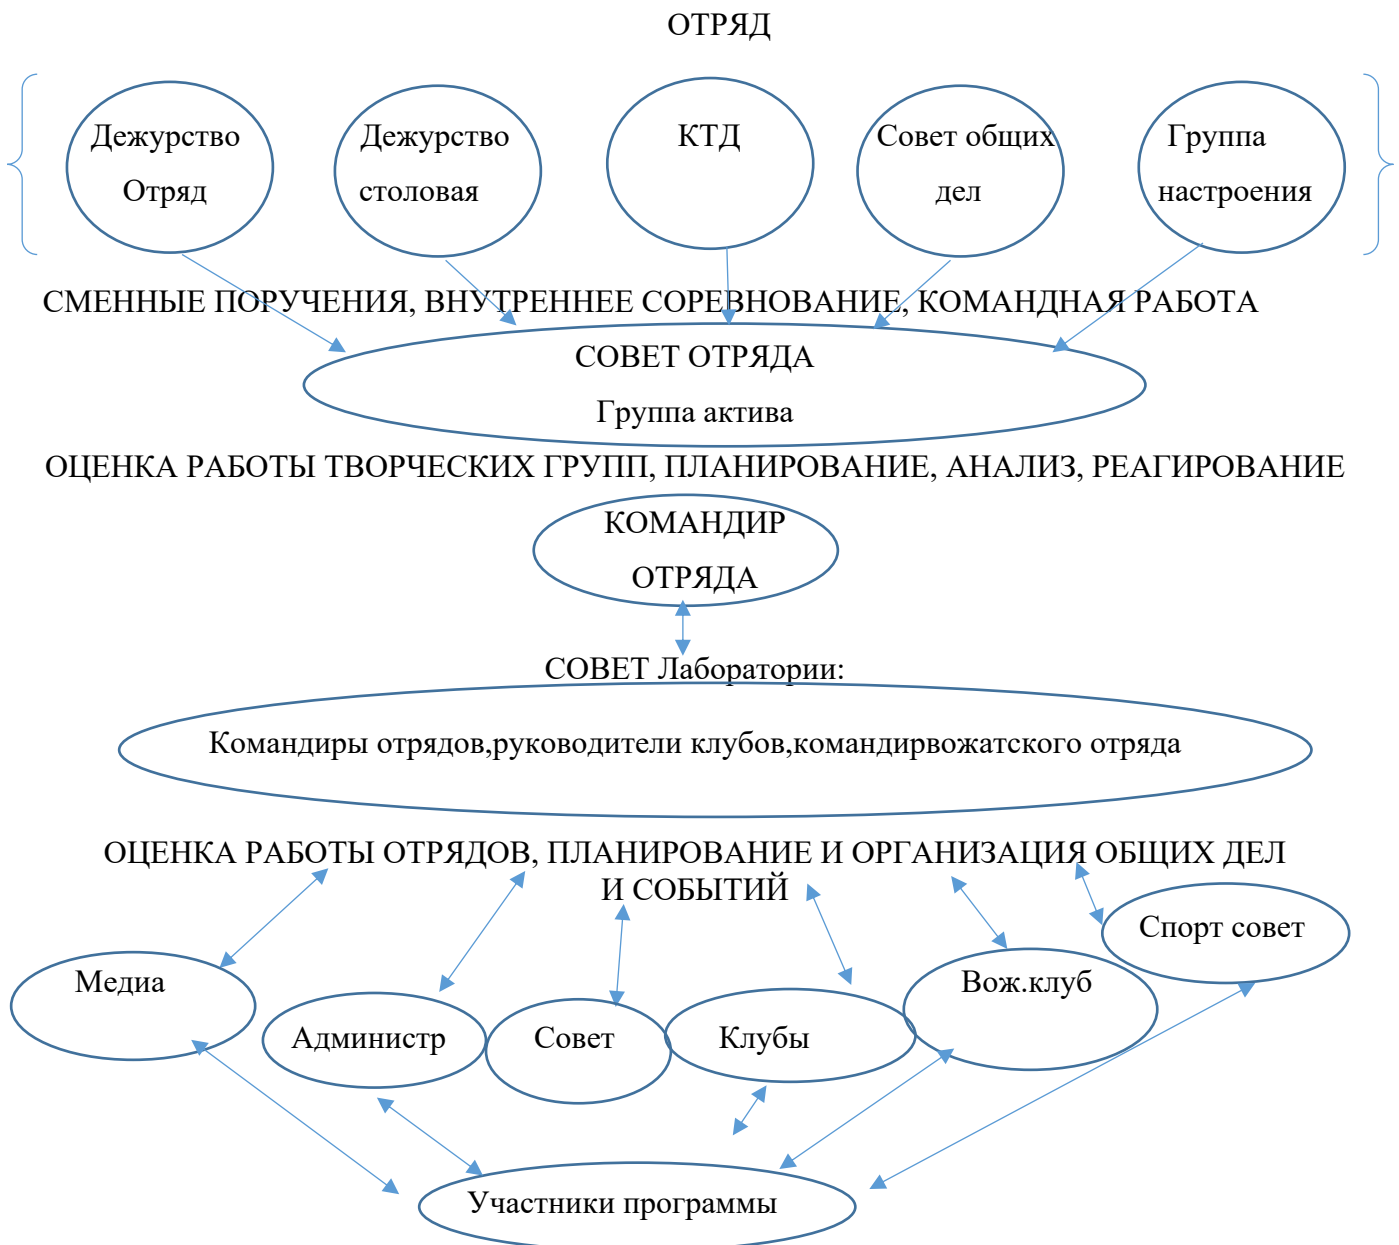 ОТРЯД
Дежурство
Отряд
Дежурство
столовая
КТД
Совет общих
дел
Группа
настроения
СМЕННЫЕ ПОРУЧЕНИЯ, ВНУТРЕННЕЕ СОРЕВНОВАНИЕ, КОМАНДНАЯ РАБОТА
СОВЕТ ОТРЯДА
Группа актива
ОЦЕНКА РАБОТЫ ТВОРЧЕСКИХ ГРУПП, ПЛАНИРОВАНИЕ, АНАЛИЗ, РЕАГИРОВАНИЕ
КОМАНДИР
ОТРЯДА
СОВЕТ Лаборатории:
Командиры отрядов,руководители клубов,командирвожатского отряда
ОЦЕНКА РАБОТЫ ОТРЯДОВ, ПЛАНИРОВАНИЕ И ОРГАНИЗАЦИЯ ОБЩИХ ДЕЛ
И СОБЫТИЙ
Медиа
Администр
Совет
Клубы
Вож.клуб
Спорт совет
Участники программы